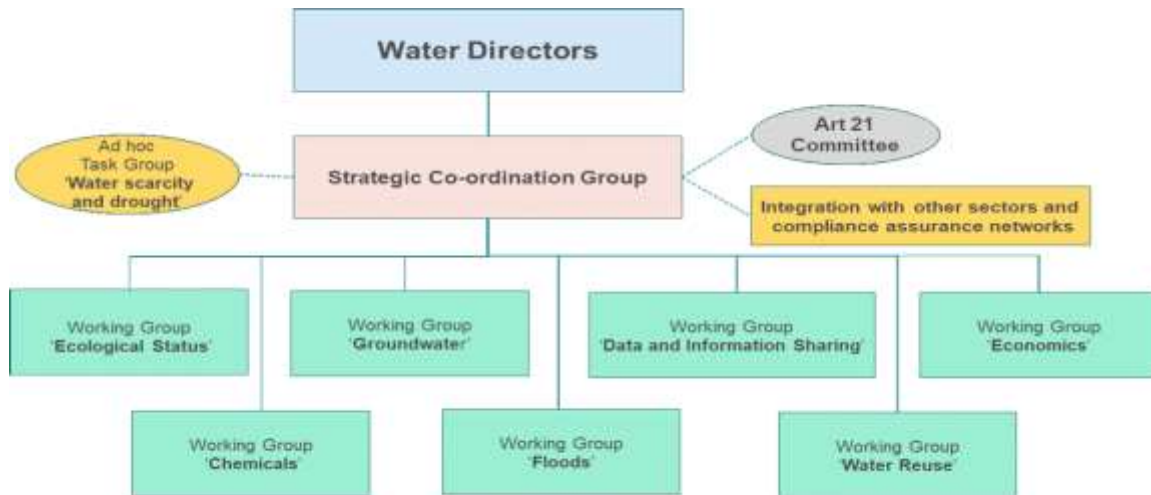 Water Directors
Ad hoc
Task Group
'Water scarcity
and drought'
Strategic Co-ordination Group
Art 21
Committee
Integration with other sectors and
compliance assurance networks
Working Group
'Ecological Status'
Working Group
'Groundwater'
Working Group
'Data and Information Sharing'
Working Group
'Economics'
Working Group
'Chemicals'
Working Group
'Floods'
Working Group
'Water Reuse'